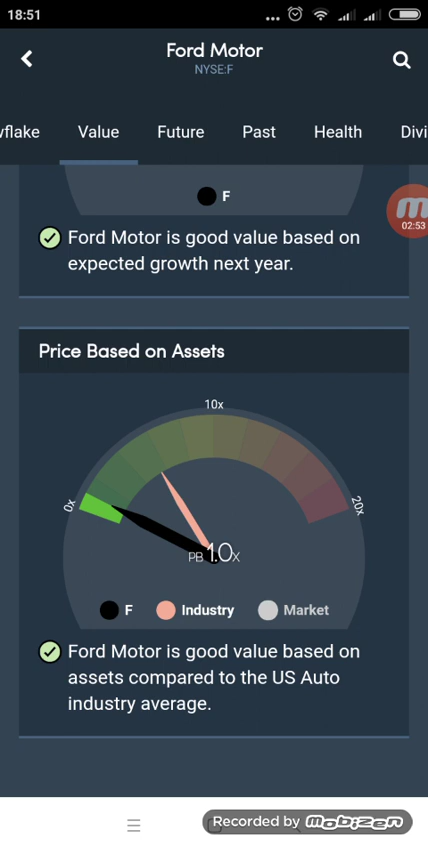 18:51
Ford Motor
NYSE:F
wflake Value Future Past Health Divi
F
02:53
Ford Motor is good value based on
expected growth next year.
Price Based on Assets
10x
0x
20x
PB 1.0x
F Industry Market
Ford Motor is good value based on
assets compared to the US Auto
industry average.
Recorded by mobizen